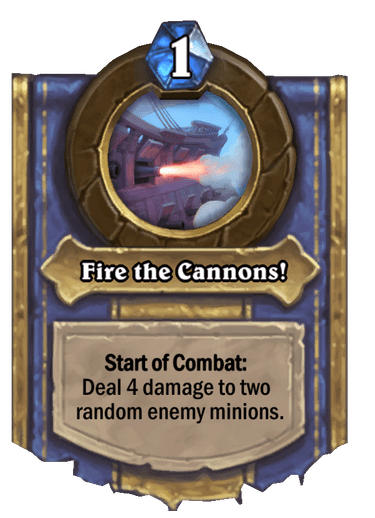 1
Fire the Cannons!
Start of Combat:
Deal 4 damage to two
random enemy minions.